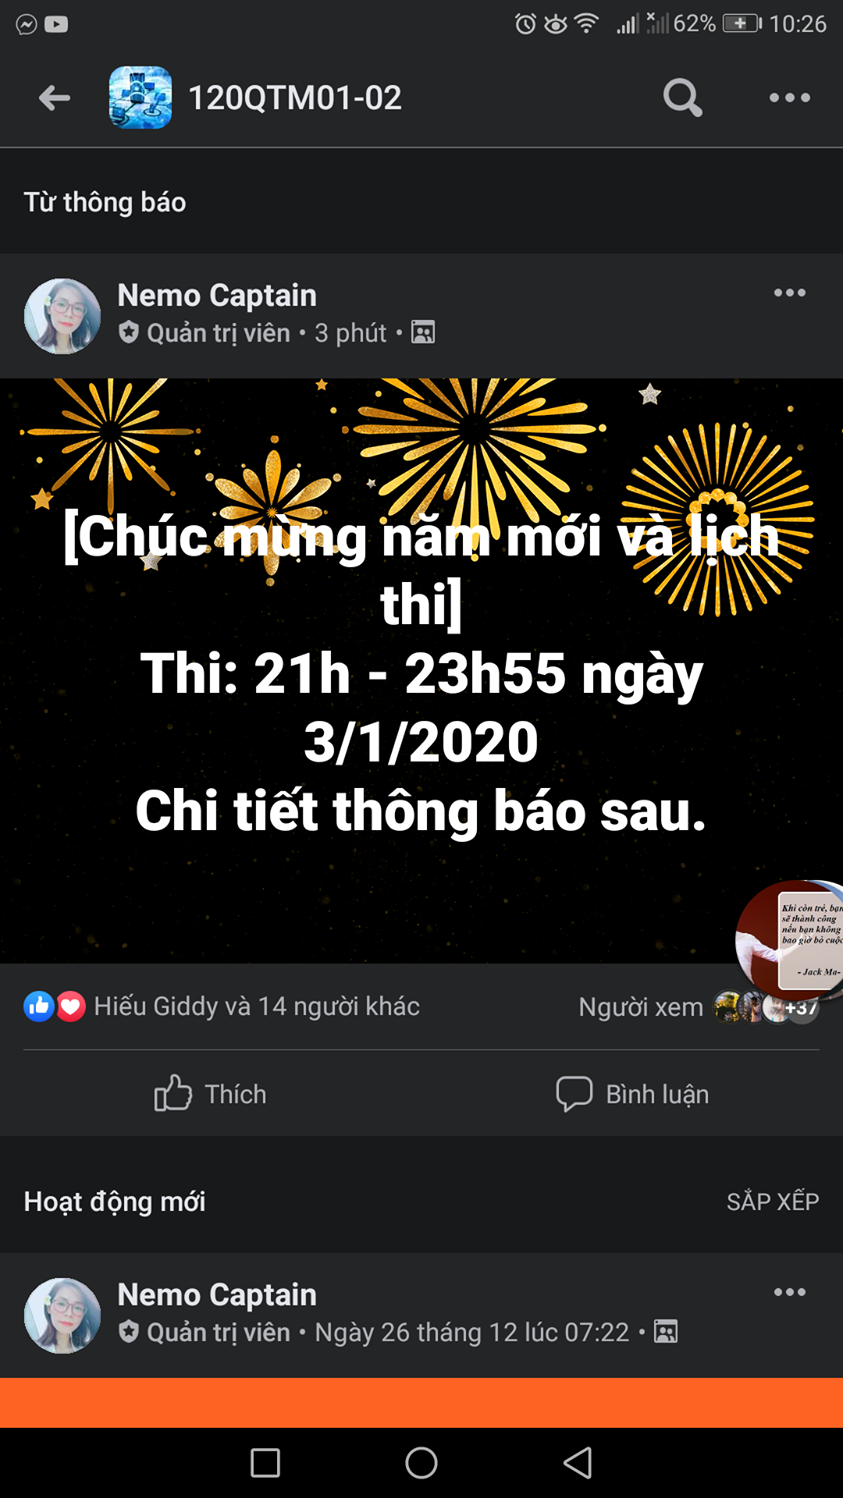 62% 10:26
120QTM01-02
Từ thông báo
Nemo Captain
Quản trị viên • 3 phút •
[Chúc mừng năm mới và lịch
thi]
Thi: 21h - 23h55 ngày
3/1/2020
Chi tiết thông báo sau.
Khi còn trẻ, bạn
sẽ thành công
nếu bạn không
bao giờ bỏ cuộc
- Jack Ma-
Hiếu Giddy và 14 người khác
Người xem +37
Thích
Bình luận
Hoạt động mới
SẮP XẾP
Nemo Captain
Quản trị viên • Ngày 26 tháng 12 lúc 07:22 •